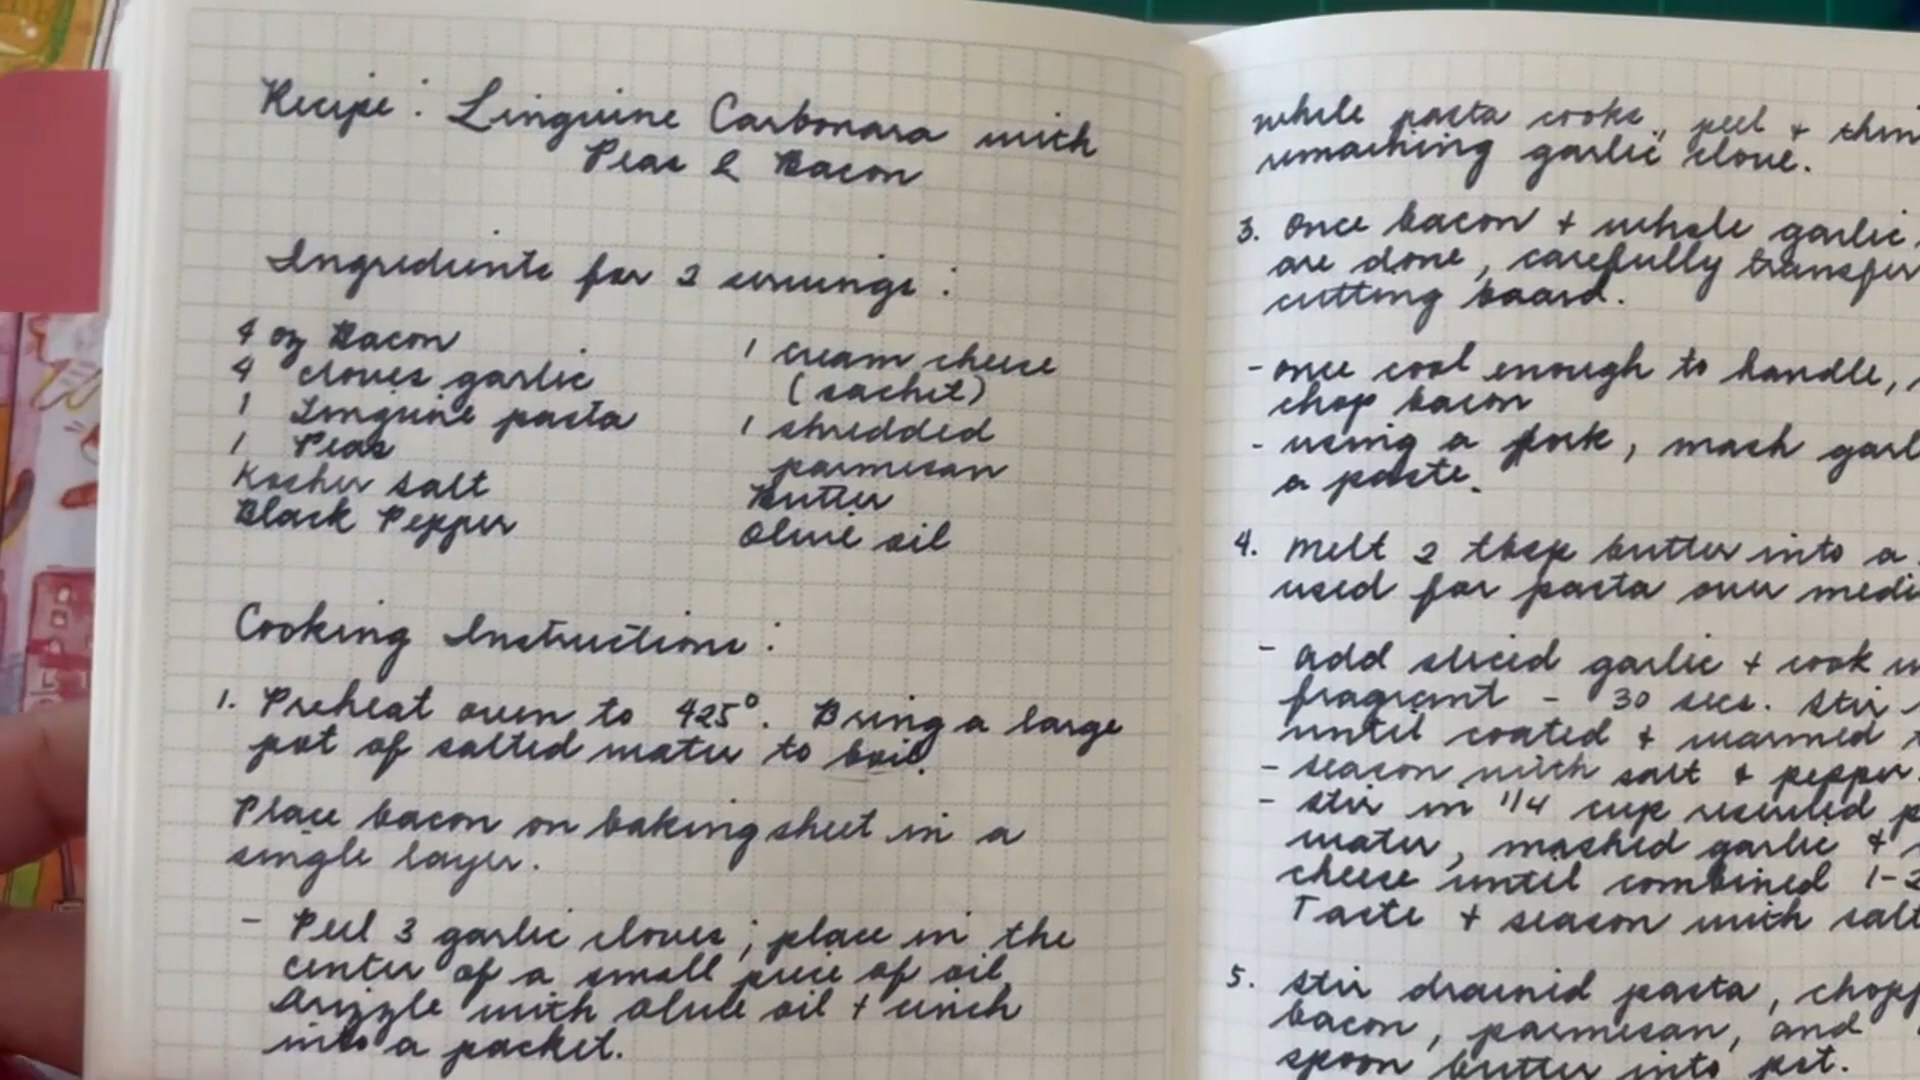 Recipe: Linguine Carbonara with
Peas & Bacon
Ingredients for 2 servings:
4 oz Bacon
4 cloves garlic
1 Linguine pasta
1 Peas
Kosher salt
Black Pepper
1 cream cheese
(sachet)
1 shredded
parmesan
Butter
Olive oil
Cooking Instructions:
1. Preheat oven to 425°. Bring a large
pot of salted water to boil.
Place bacon on baking sheet in a
single layer.
- Peel 3 garlic cloves; place in the
center of a small piece of oil,
drizzle with olive oil + cinch
into a packet.
while pasta cooks, peel +
remaining garlic clove.
3. Once bacon + whole garlic
are done, carefully transfer
cutting board.
- once cool enough to handle,
chop bacon
- using a fork, mash
a paste.
4. Melt 2 tbsp butter into a
used for pasta over
- add sliced garlic + cook
fragrant - 30 secs. Stir
until coated + warmed
- season with salt + pepper.
- stir in 1/4 cup reserved
water, mashed garlic +
cheese until combined 1-2
Taste + season with salt
5. Stir drained pasta,
bacon, parmesan, and
spoon butter into pot.